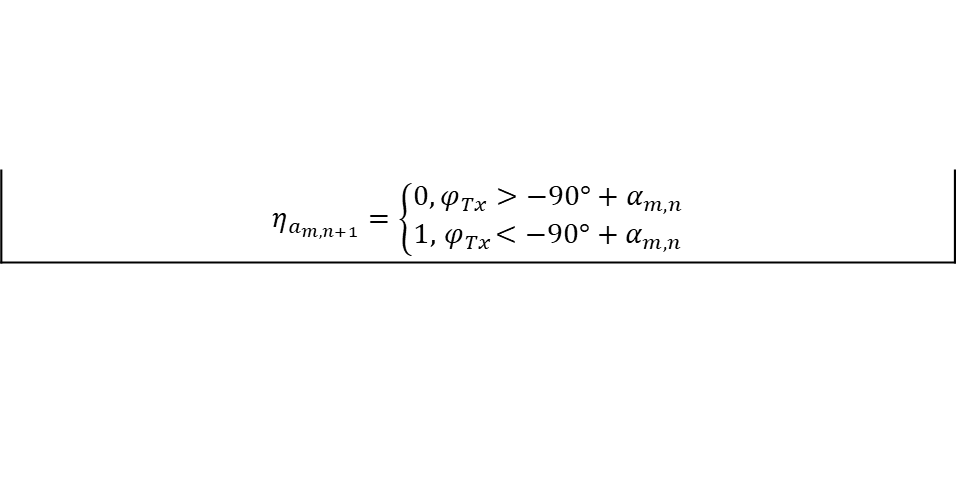 η_{a_{m,n+1}} = {0, φ_{Tx} > −90° + α_{m,n}
1, φ_{Tx} < −90° + α_{m,n}